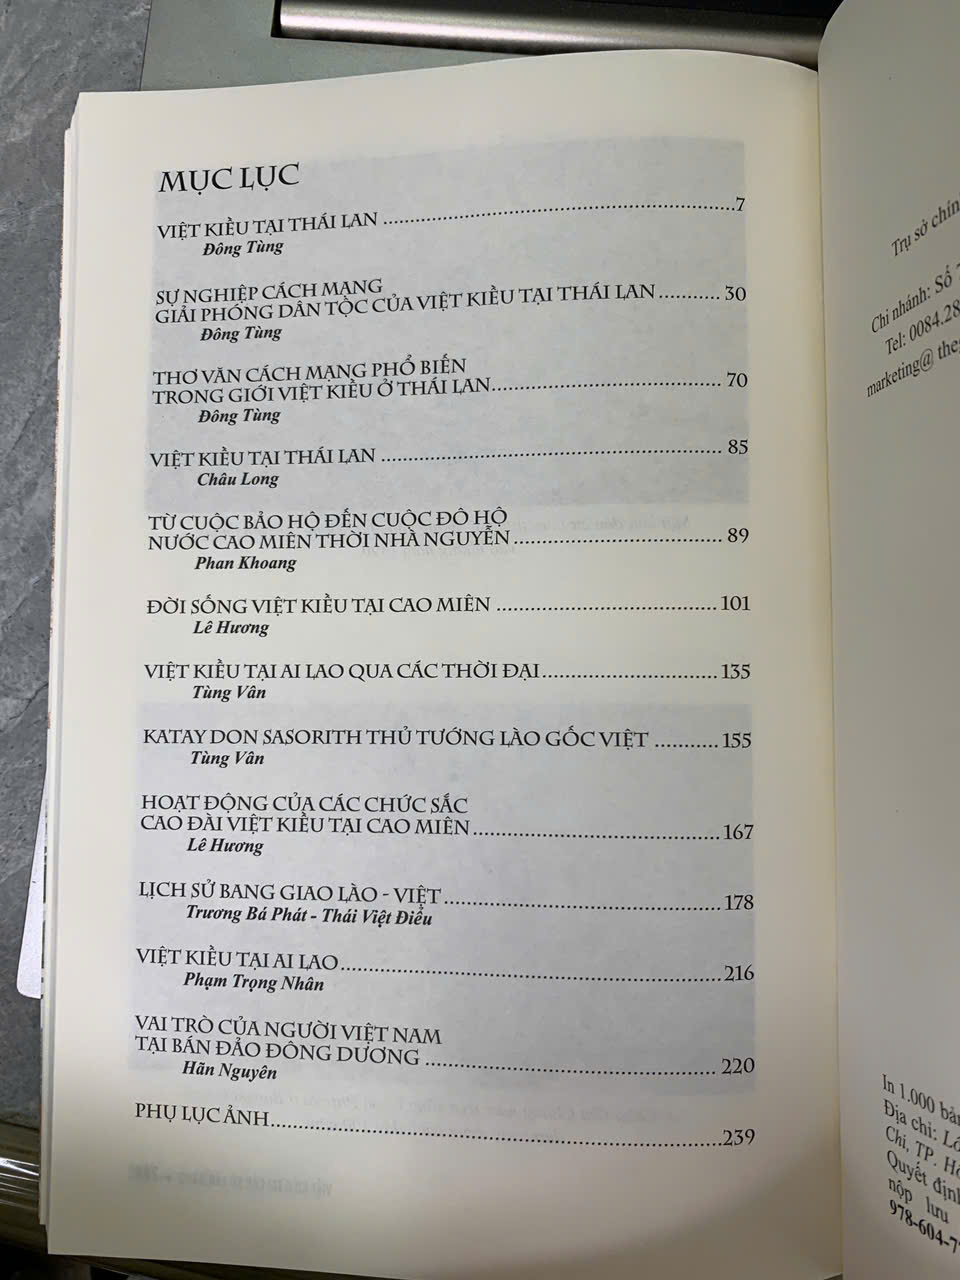 MỤC LỤC
VIỆT KIỀU TẠI THÁI LAN ........................................................7
Đông Tùng
SỰ NGHIỆP CÁCH MẠNG
GIẢI PHÓNG DÂN TỘC CỦA VIỆT KIỀU TẠI THÁI LAN........... 30
Đông Tùng
THƠ VĂN CÁCH MẠNG PHỔ BIẾN
TRONG GIỚI VIỆT KIỀU Ở THÁI LAN...................................... 70
Đông Tùng
VIỆT KIỀU TẠI THÁI LAN ........................................................ 85
Châu Long
TỪ CUỘC BẢO HỘ ĐẾN CUỘC ĐÔ HỘ
NƯỚC CAO MIÊN THỜI NHÀ NGUYỄN................................... 89
Phan Khoang
ĐỜI SỐNG VIỆT KIỀU TẠI CAO MIÊN .....................................101
Lê Hương
VIỆT KIỀU TẠI AI LAO QUA CÁC THỜI ĐẠI..............................135
Tùng Vân
KATAY DON SASORITH THỦ TƯỚNG LÀO GỐC VIỆT ...........155
Tùng Vân
HOẠT ĐỘNG CỦA CÁC CHỨC SẮC
CAO ĐÀI VIỆT KIỀU TẠI CAO MIÊN.........................................167
Lê Hương
LỊCH SỬ BANG GIAO LÀO - VIỆT.............................................178
Trương Bá Phát - Thái Việt Điểu
VIỆT KIỀU TẠI AI LAO...............................................................216
Phạm Trọng Nhân
VAI TRÒ CỦA NGƯỜI VIỆT NAM
TẠI BÁN ĐẢO ĐÔNG DƯƠNG .................................................220
Hãn Nguyên
PHỤ LỤC ẢNH...........................................................................239
Trụ sở chín
Chi nhánh: Số
Tel: 0084.28
marketing@ the
In 1.000 bản
Địa chỉ: Lô
Chi, TP. Hồ
Quyết định
nộp lưu
978-604-7